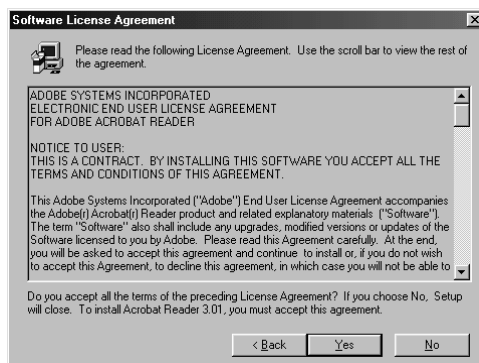 Software License Agreement
Please read the following License Agreement. Use the scroll bar to view the rest of
the agreement.
ADOBE SYSTEMS INCORPORATED
ELECTRONIC END USER LICENSE AGREEMENT
FOR ADOBE ACROBAT READER
NOTICE TO USER:
THIS IS A CONTRACT. BY INSTALLING THIS SOFTWARE YOU ACCEPT ALL THE
TERMS AND CONDITIONS OF THIS AGREEMENT.
This Adobe Systems Incorporated ("Adobe") End User License Agreement accompanies
the Adobe(r) Acrobat(r) Reader product and related explanatory materials ("Software").
The term "Software" also shall include any upgrades, modified versions or updates of the
Software licensed to you by Adobe. Please read this Agreement carefully. At the end,
you will be asked to accept this agreement and continue to install or, if you do not wish
to accept this Agreement, to decline this agreement, in which case you will not be able to
Do you accept all the terms of the preceding License Agreement? If you choose No, Setup
will close. To install Acrobat Reader 3.01, you must accept this agreement.
< Back Yes No